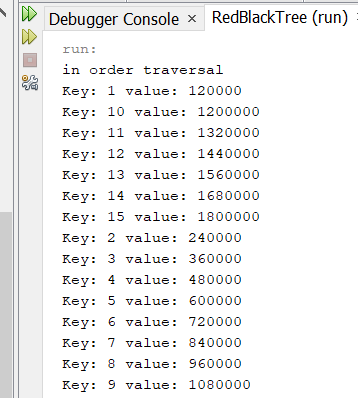 Debugger Console × RedBlackTree (run)
run:
in order traversal
Key: 1 value: 120000
Key: 10 value: 1200000
Key: 11 value: 1320000
Key: 12 value: 1440000
Key: 13 value: 1560000
Key: 14 value: 1680000
Key: 15 value: 1800000
Key: 2 value: 240000
Key: 3 value: 360000
Key: 4 value: 480000
Key: 5 value: 600000
Key: 6 value: 720000
Key: 7 value: 840000
Key: 8 value: 960000
Key: 9 value: 1080000